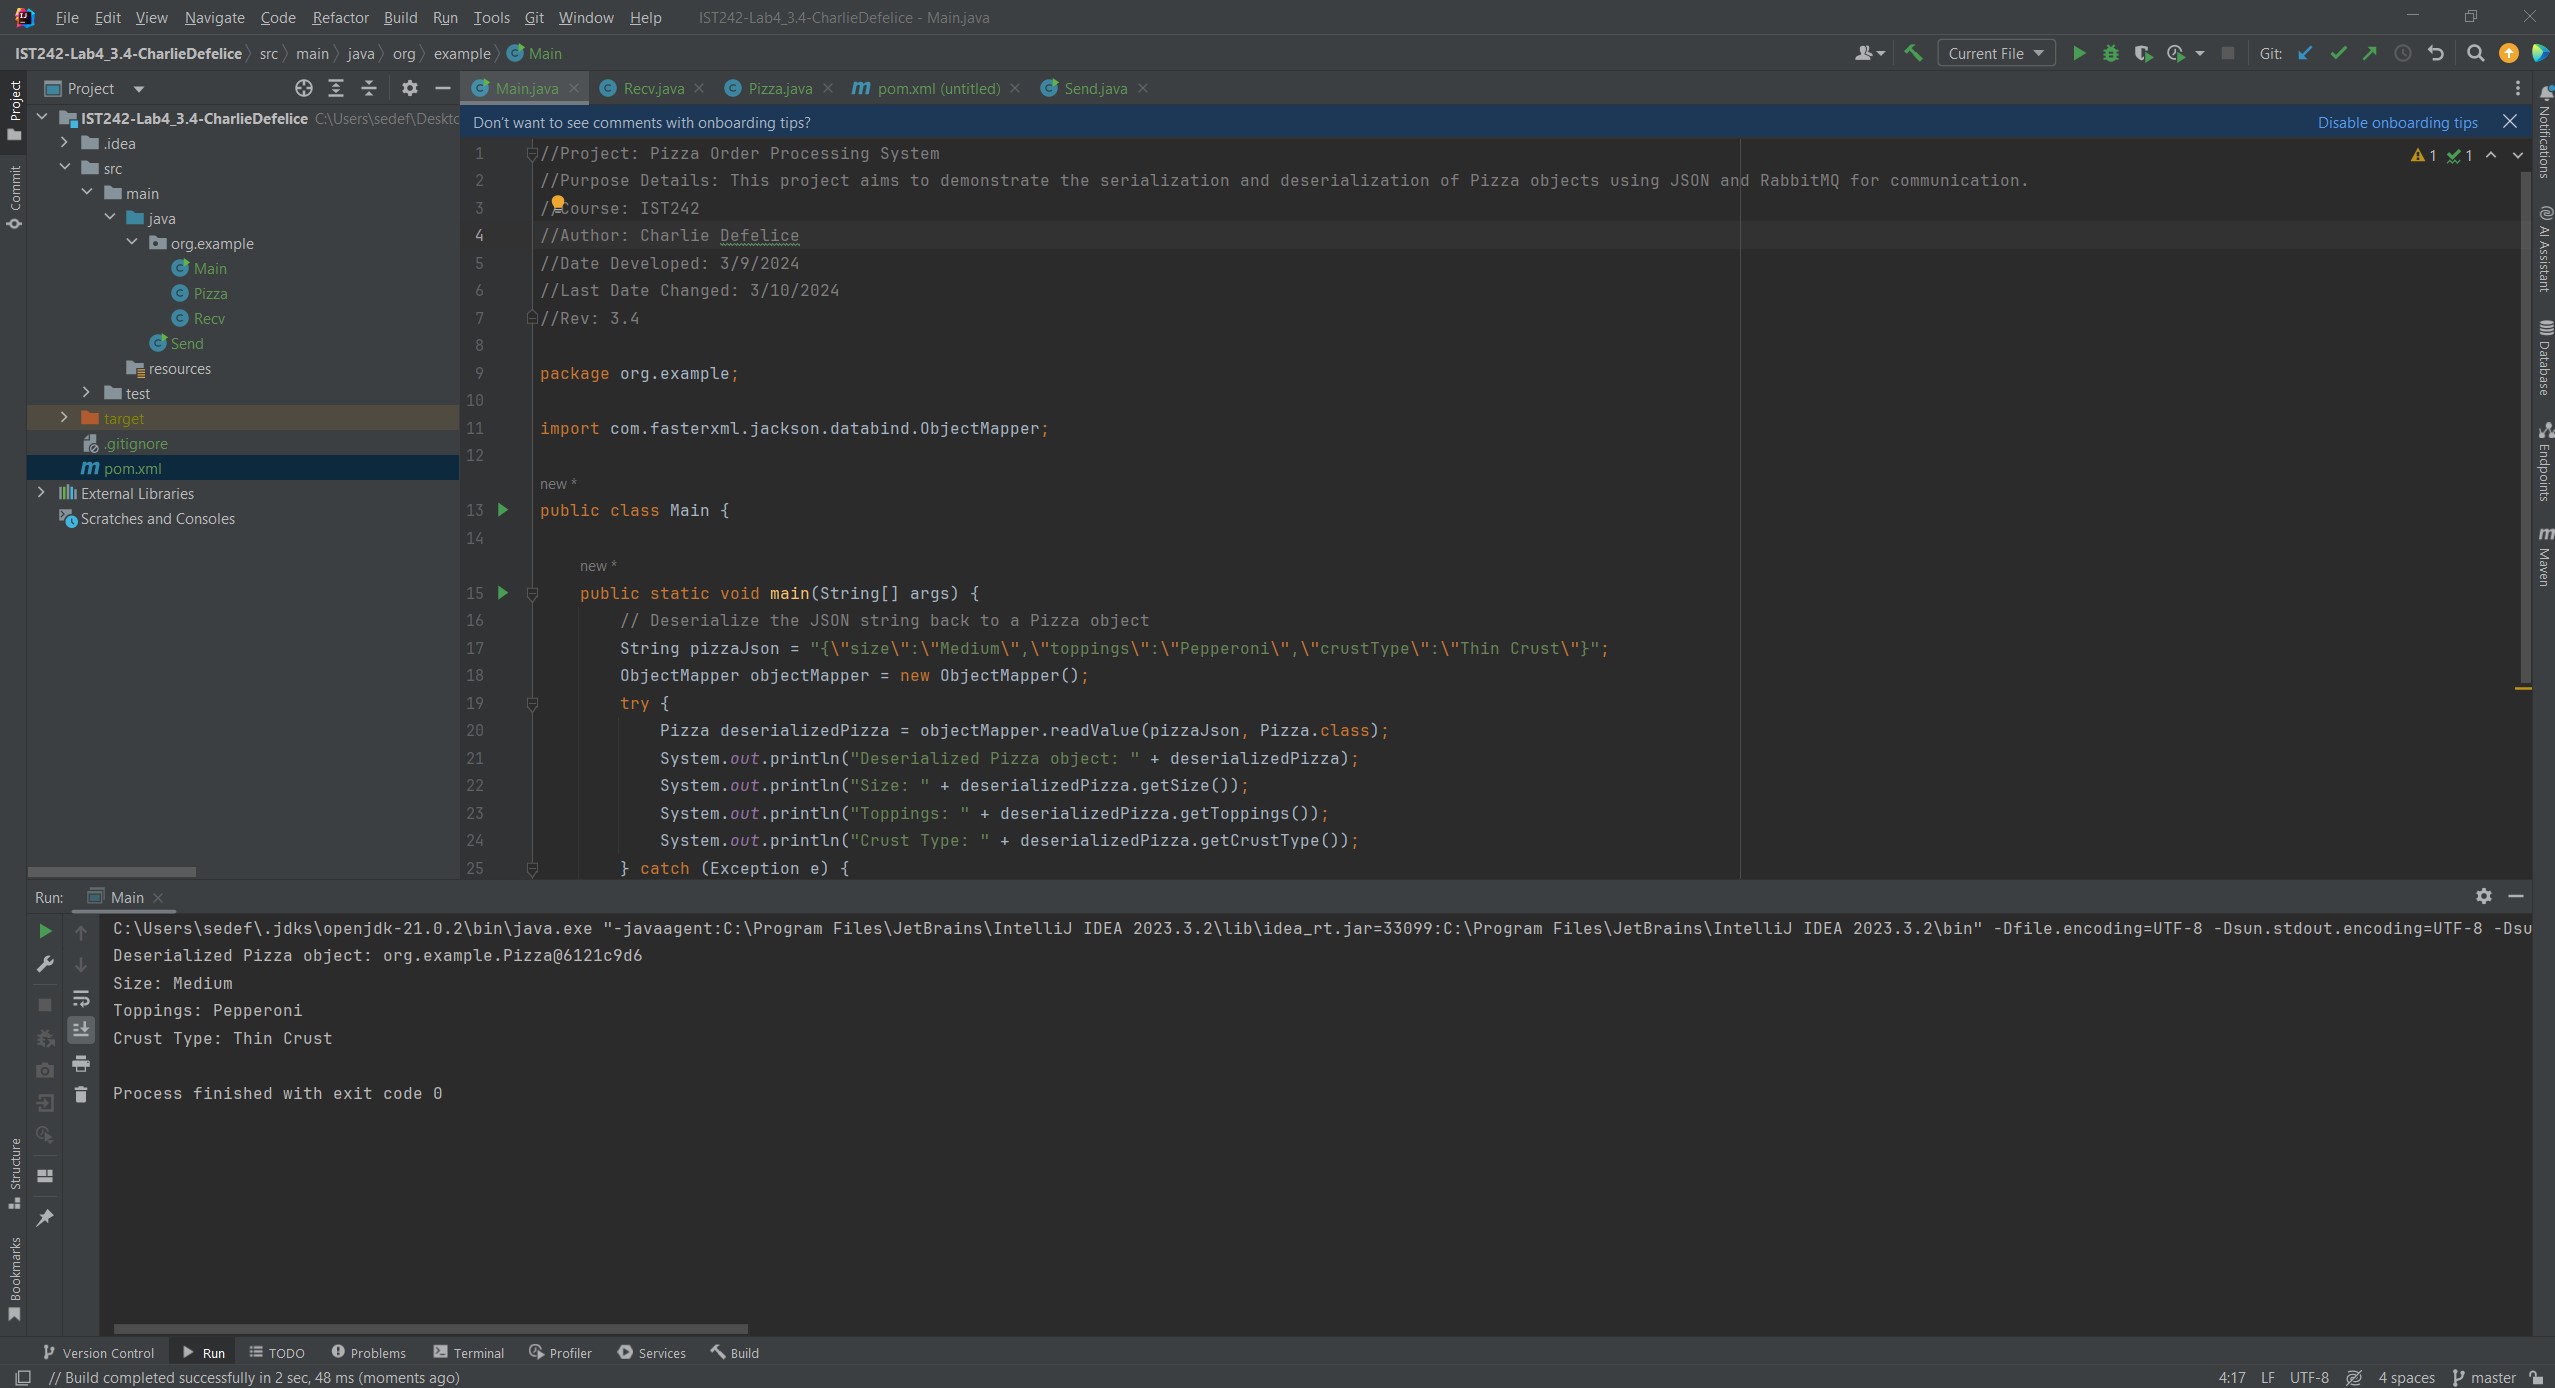 File Edit View Navigate Code Refactor Build Run Tools Git Window Help IST242-Lab4_3.4-CharlieDefelice - Main.java
IST242-Lab4_3.4-CharlieDefelice src main java org example Main Current File Git:
Project
Main.java Recv.java Pizza.java pom.xml (untitled) Send.java
Don't want to see comments with onboarding tips? Disable onboarding tips
Project
Commit
IST242-Lab4_3.4-CharlieDefelice C:\Users\sedef\Deskto
.idea
src
main
java
org.example
Main
Pizza
Recv
Send
resources
test
target
.gitignore
pom.xml
External Libraries
Scratches and Consoles
1 //Project: Pizza Order Processing System
2 //Purpose Details: This project aims to demonstrate the serialization and deserialization of Pizza objects using JSON and RabbitMQ for communication.
3 //Course: IST242
4 //Author: Charlie Defelice
5 //Date Developed: 3/9/2024
6 //Last Date Changed: 3/10/2024
7 //Rev: 3.4
8
9 package org.example;
10
11 import com.fasterxml.jackson.databind.ObjectMapper;
12
new *
13 public class Main {
14
new *
15 public static void main(String[] args) {
16 // Deserialize the JSON string back to a Pizza object
17 String pizzaJson = "{\"size\":\"Medium\",\"toppings\":\"Pepperoni\",\"crustType\":\"Thin Crust\"}";
18 ObjectMapper objectMapper = new ObjectMapper();
19 try {
20 Pizza deserializedPizza = objectMapper.readValue(pizzaJson, Pizza.class);
21 System.out.println("Deserialized Pizza object: " + deserializedPizza);
22 System.out.println("Size: " + deserializedPizza.getSize());
23 System.out.println("Toppings: " + deserializedPizza.getToppings());
24 System.out.println("Crust Type: " + deserializedPizza.getCrustType());
25 } catch (Exception e) {
1 1
Notifications
AI Assistant
Database
Endpoints
Maven
Run: Main
C:\Users\sedef\.jdks\openjdk-21.0.2\bin\java.exe "-javaagent:C:\Program Files\JetBrains\IntelliJ IDEA 2023.3.2\lib\idea_rt.jar=33099:C:\Program Files\JetBrains\IntelliJ IDEA 2023.3.2\bin" -Dfile.encoding=UTF-8 -Dsun.stdout.encoding=UTF-8 -Dsu
Deserialized Pizza object: org.example.Pizza@6121c9d6
Size: Medium
Toppings: Pepperoni
Crust Type: Thin Crust
Process finished with exit code 0
Structure
Bookmarks
Version Control Run TODO Problems Terminal Profiler Services Build
// Build completed successfully in 2 sec, 48 ms (moments ago) 4:17 LF UTF-8 4 spaces master